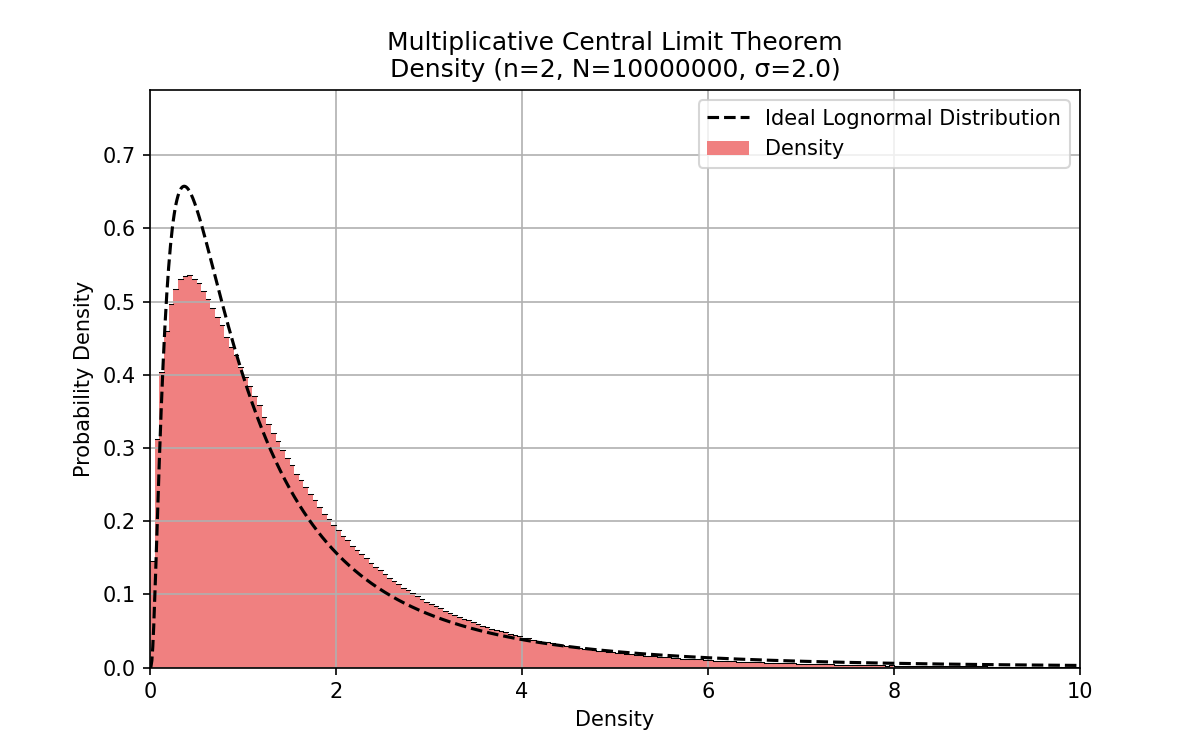 Multiplicative Central Limit Theorem
Density (n=2, N=10000000, σ=2.0)
Ideal Lognormal Distribution
Density
Probability Density
0.7
0.6
0.5
0.4
0.3
0.2
0.1
0.0
0 2 4 6 8 10
Density